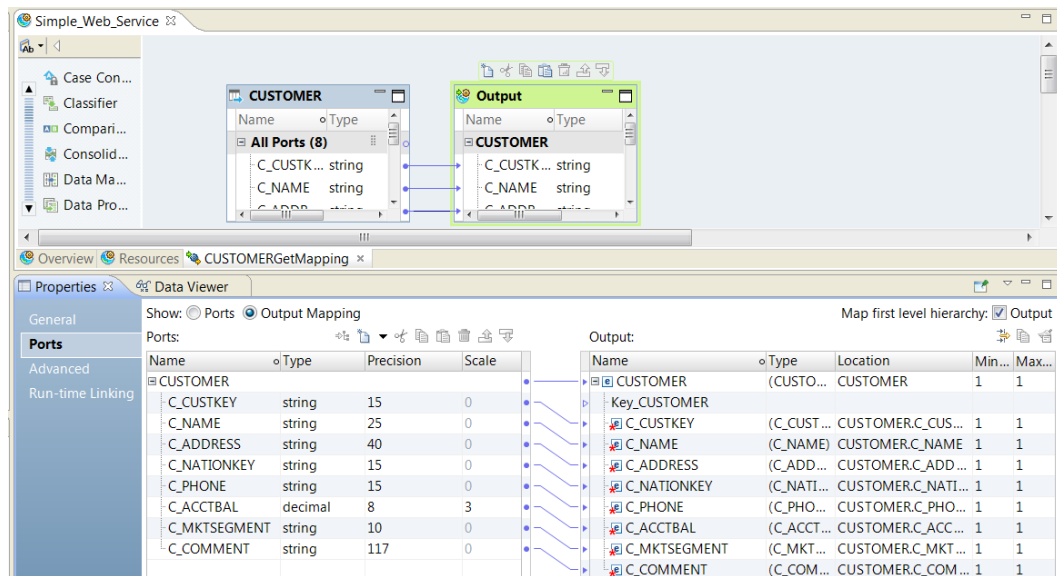 Simple_Web_Service
Ab
Case Con...
Classifier
Compari...
Consolid...
Data Ma...
Data Pro...
CUSTOMER
Name Type
All Ports (8)
C_CUSTK... string
C_NAME string
C_ADDR string
Output
Name Type
CUSTOMER
C_CUSTK... string
C_NAME string
C_ADDR string
Overview Resources CUSTOMERGetMapping
Properties Data Viewer
General
Ports
Advanced
Run-time Linking
Show: Ports Output Mapping Map first level hierarchy: Output
Ports: Output:
Name Type Precision Scale Name Type Location Min... Max...
CUSTOMER CUSTOMER (CUSTO... CUSTOMER 1 1
C_CUSTKEY string 15 0 Key_CUSTOMER
C_NAME string 25 0 C_CUSTKEY (C_CUST... CUSTOMER.C_CUS... 1 1
C_ADDRESS string 40 0 C_NAME (C_NAME) CUSTOMER.C_NAME 1 1
C_NATIONKEY string 15 0 C_ADDRESS (C_ADD... CUSTOMER.C_ADD... 1 1
C_PHONE string 15 0 C_NATIONKEY (C_NATI... CUSTOMER.C_NATI... 1 1
C_ACCTBAL decimal 8 3 C_PHONE (C_PHO... CUSTOMER.C_PHO... 1 1
C_MKTSEGMENT string 10 0 C_ACCTBAL (C_ACCT... CUSTOMER.C_ACC... 1 1
C_COMMENT string 117 0 C_MKTSEGMENT (C_MKT... CUSTOMER.C_MKT... 1 1
C_COMMENT (C_COM... CUSTOMER.C_COM... 1 1